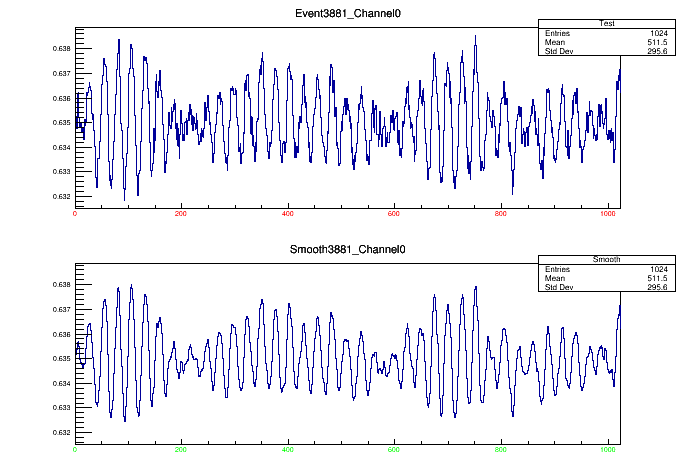 Event3881_Channel0
Test
Entries 1024
Mean 511.5
Std Dev 295.6
0.638
0.637
0.636
0.635
0.634
0.633
0.632
0 200 400 600 800 1000
Smooth3881_Channel0
Smooth
Entries 1024
Mean 511.5
Std Dev 295.6
0.638
0.637
0.636
0.635
0.634
0.633
0.632
0 200 400 600 800 1000